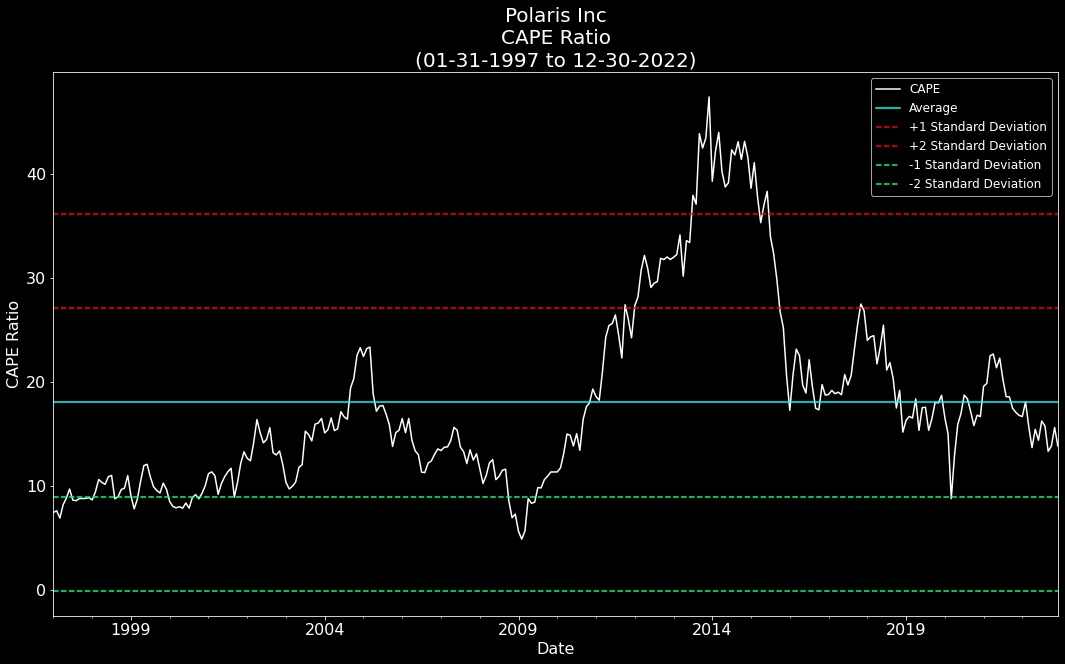 Polaris Inc
CAPE Ratio
(01-31-1997 to 12-30-2022)
CAPE
Average
+1 Standard Deviation
+2 Standard Deviation
-1 Standard Deviation
-2 Standard Deviation
CAPE Ratio
40
30
20
10
0
1999 2004 2009 2014 2019
Date